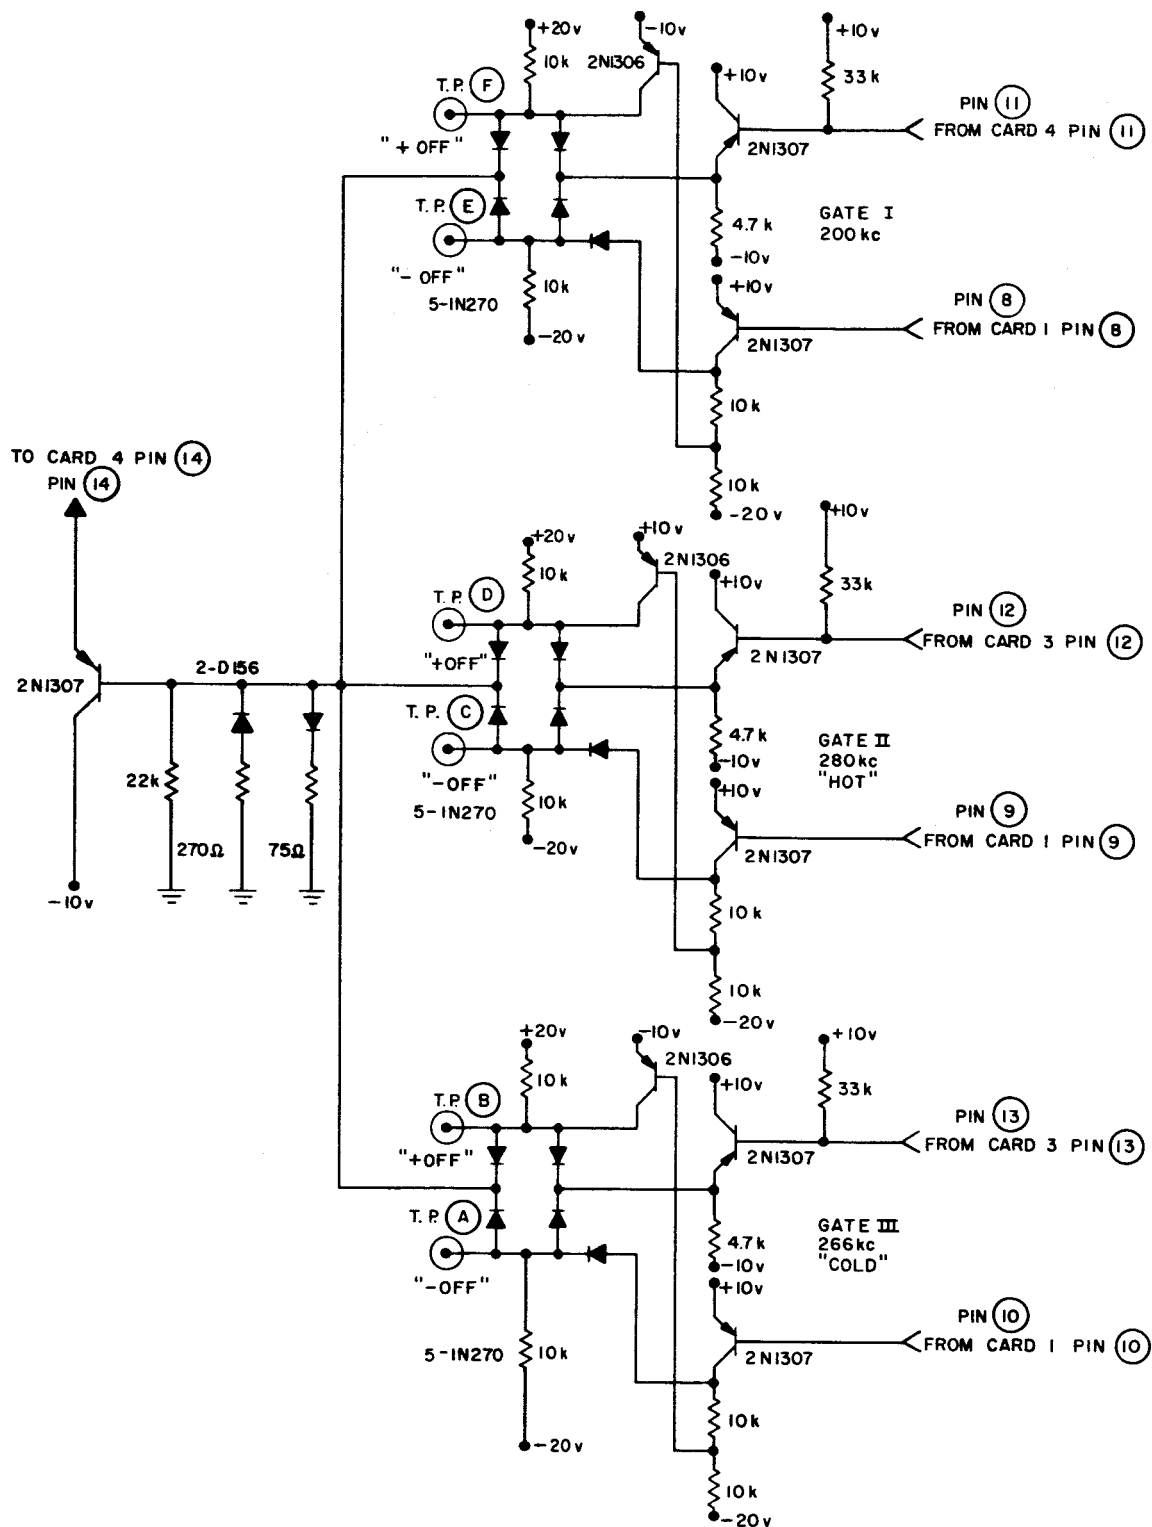 +20v
10k
-10v
2N1306
+10v
33k
T.P. F
"+ OFF"
+10v
2N1307
PIN 11
FROM CARD 4 PIN 11
T.P. E
"- OFF"
10k
5-1N270
-20v
4.7k
-10v
GATE I
200kc
+10v
2N1307
PIN 8
FROM CARD 1 PIN 8
10k
10k
-20v
TO CARD 4 PIN 14
PIN 14
2N1307
2-D156
22k
270Ω
75Ω
-10v
+20v
10k
+10v
2N1306
+10v
33k
T.P. D
"+OFF"
+10v
2N1307
PIN 12
FROM CARD 3 PIN 12
T.P. C
"-OFF"
10k
5-1N270
-20v
4.7k
-10v
GATE II
280kc
"HOT"
+10v
2N1307
PIN 9
FROM CARD 1 PIN 9
10k
10k
-20v
+20v
10k
-10v
2N1306
+10v
33k
T.P. B
"+OFF"
+10v
2N1307
PIN 13
FROM CARD 3 PIN 13
T.P. A
"-OFF"
5-1N270
10k
-20v
4.7k
-10v
GATE III
266kc
"COLD"
+10v
2N1307
PIN 10
FROM CARD 1 PIN 10
10k
10k
-20v